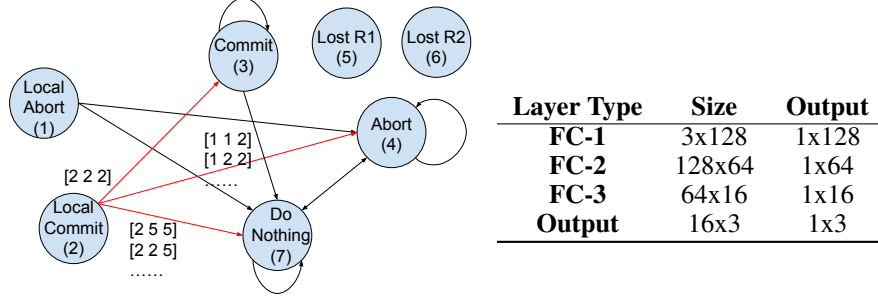 Commit
(3)
Lost R1
(5)
Lost R2
(6)
Local
Abort
(1)
Abort
(4)
[1 1 2]
[1 2 2]
......
[2 2 2]
Local
Commit
(2)
Do
Nothing
(7)
[2 5 5]
[2 2 5]
......
Layer Type Size Output
FC-1 3x128 1x128
FC-2 128x64 1x64
FC-3 64x16 1x16
Output 16x3 1x3